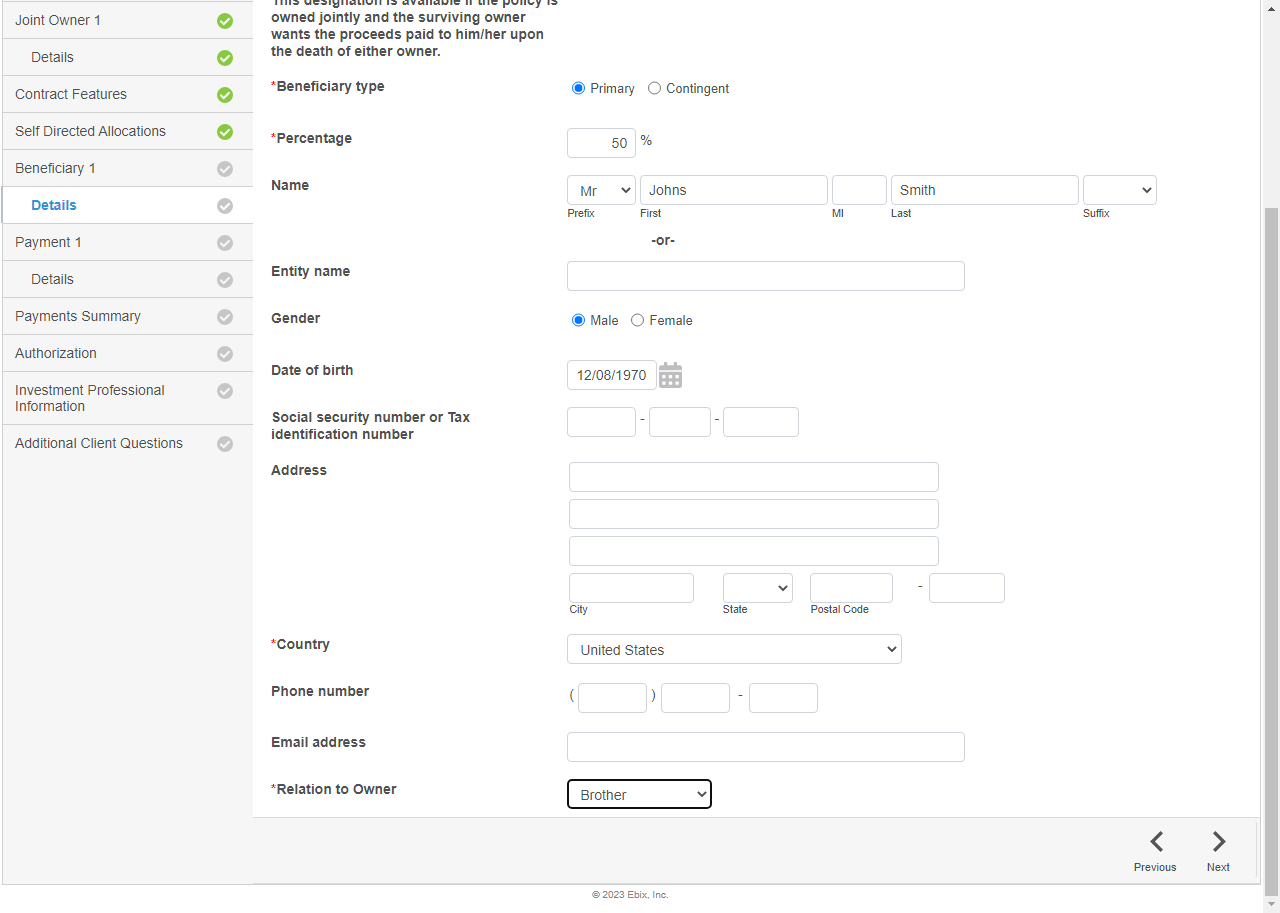 Joint Owner 1
Details
Contract Features
Self Directed Allocations
Beneficiary 1
Details
Payment 1
Details
Payments Summary
Authorization
Investment Professional
Information
Additional Client Questions
This designation is available if the policy is
owned jointly and the surviving owner
wants the proceeds paid to him/her upon
the death of either owner.
*Beneficiary type
Primary Contingent
*Percentage
50 %
Name
Mr Johns Smith
Prefix First MI Last Suffix
-or-
Entity name
Gender
Male Female
Date of birth
12/08/1970
Social security number or Tax
identification number
- -
Address
-
City State Postal Code
*Country
United States
Phone number
( ) -
Email address
*Relation to Owner
Brother
Previous Next
© 2023 Ebix, Inc.